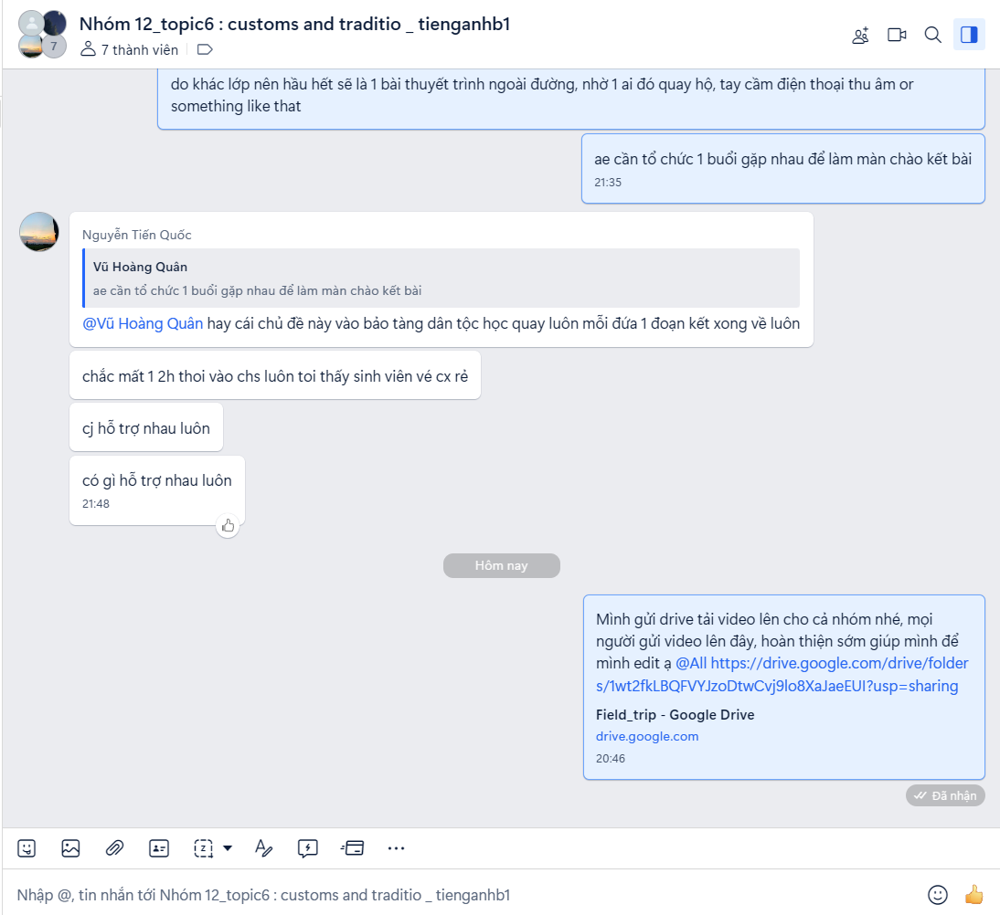 Nhóm 12_topic6 : customs and traditio _ tienganhb1
7
7 thành viên
do khác lớp nên hầu hết sẽ là 1 bài thuyết trình ngoài đường, nhờ 1 ai đó quay hộ, tay cầm điện thoại thu âm or
something like that
ae cần tổ chức 1 buổi gặp nhau để làm màn chào kết bài
21:35
Nguyễn Tiến Quốc
Vũ Hoàng Quân
ae cần tổ chức 1 buổi gặp nhau để làm màn chào kết bài
@Vũ Hoàng Quân hay cái chủ đề này vào bảo tàng dân tộc học quay luôn mỗi đứa 1 đoạn kết xong về luôn
chắc mất 1 2h thoi vào chs luôn toi thấy sinh viên vé cx rẻ
cj hỗ trợ nhau luôn
có gì hỗ trợ nhau luôn
21:48
Hôm nay
Mình gửi drive tải video lên cho cả nhóm nhé, mọi
người gửi video lên đây, hoàn thiện sớm giúp mình để
mình edit ạ @All https://drive.google.com/drive/folder
s/1wt2fkLBQFVYJzoDtwCvj9lo8XaJaeEUI?usp=sharing
Field_trip - Google Drive
drive.google.com
20:46
Đã nhận
Nhập @, tin nhắn tới Nhóm 12_topic6 : customs and traditio _ tienganhb1